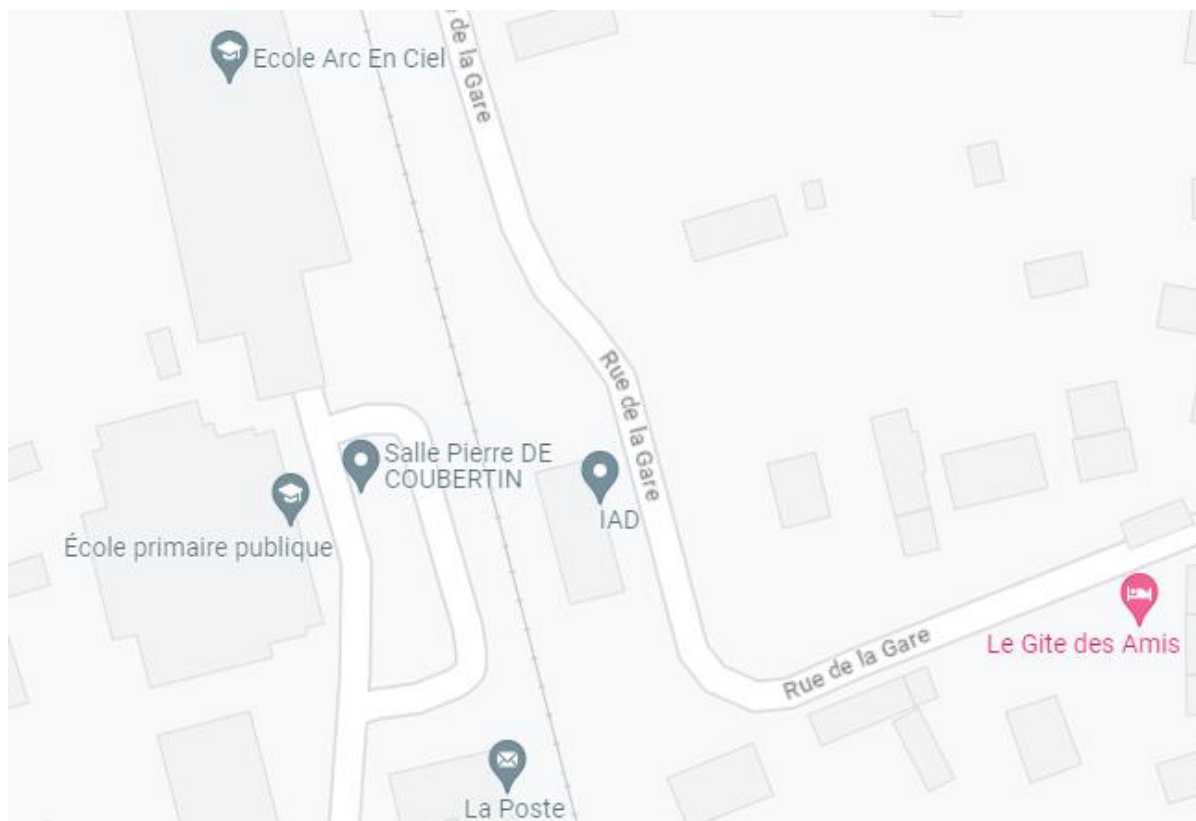 de la Gare
Ecole Arc En Ciel
Rue de la Gare
Salle Pierre DE
COUBERTIN
IAD
École primaire publique
Le Gite des Amis
Rue de la Gare
La Poste